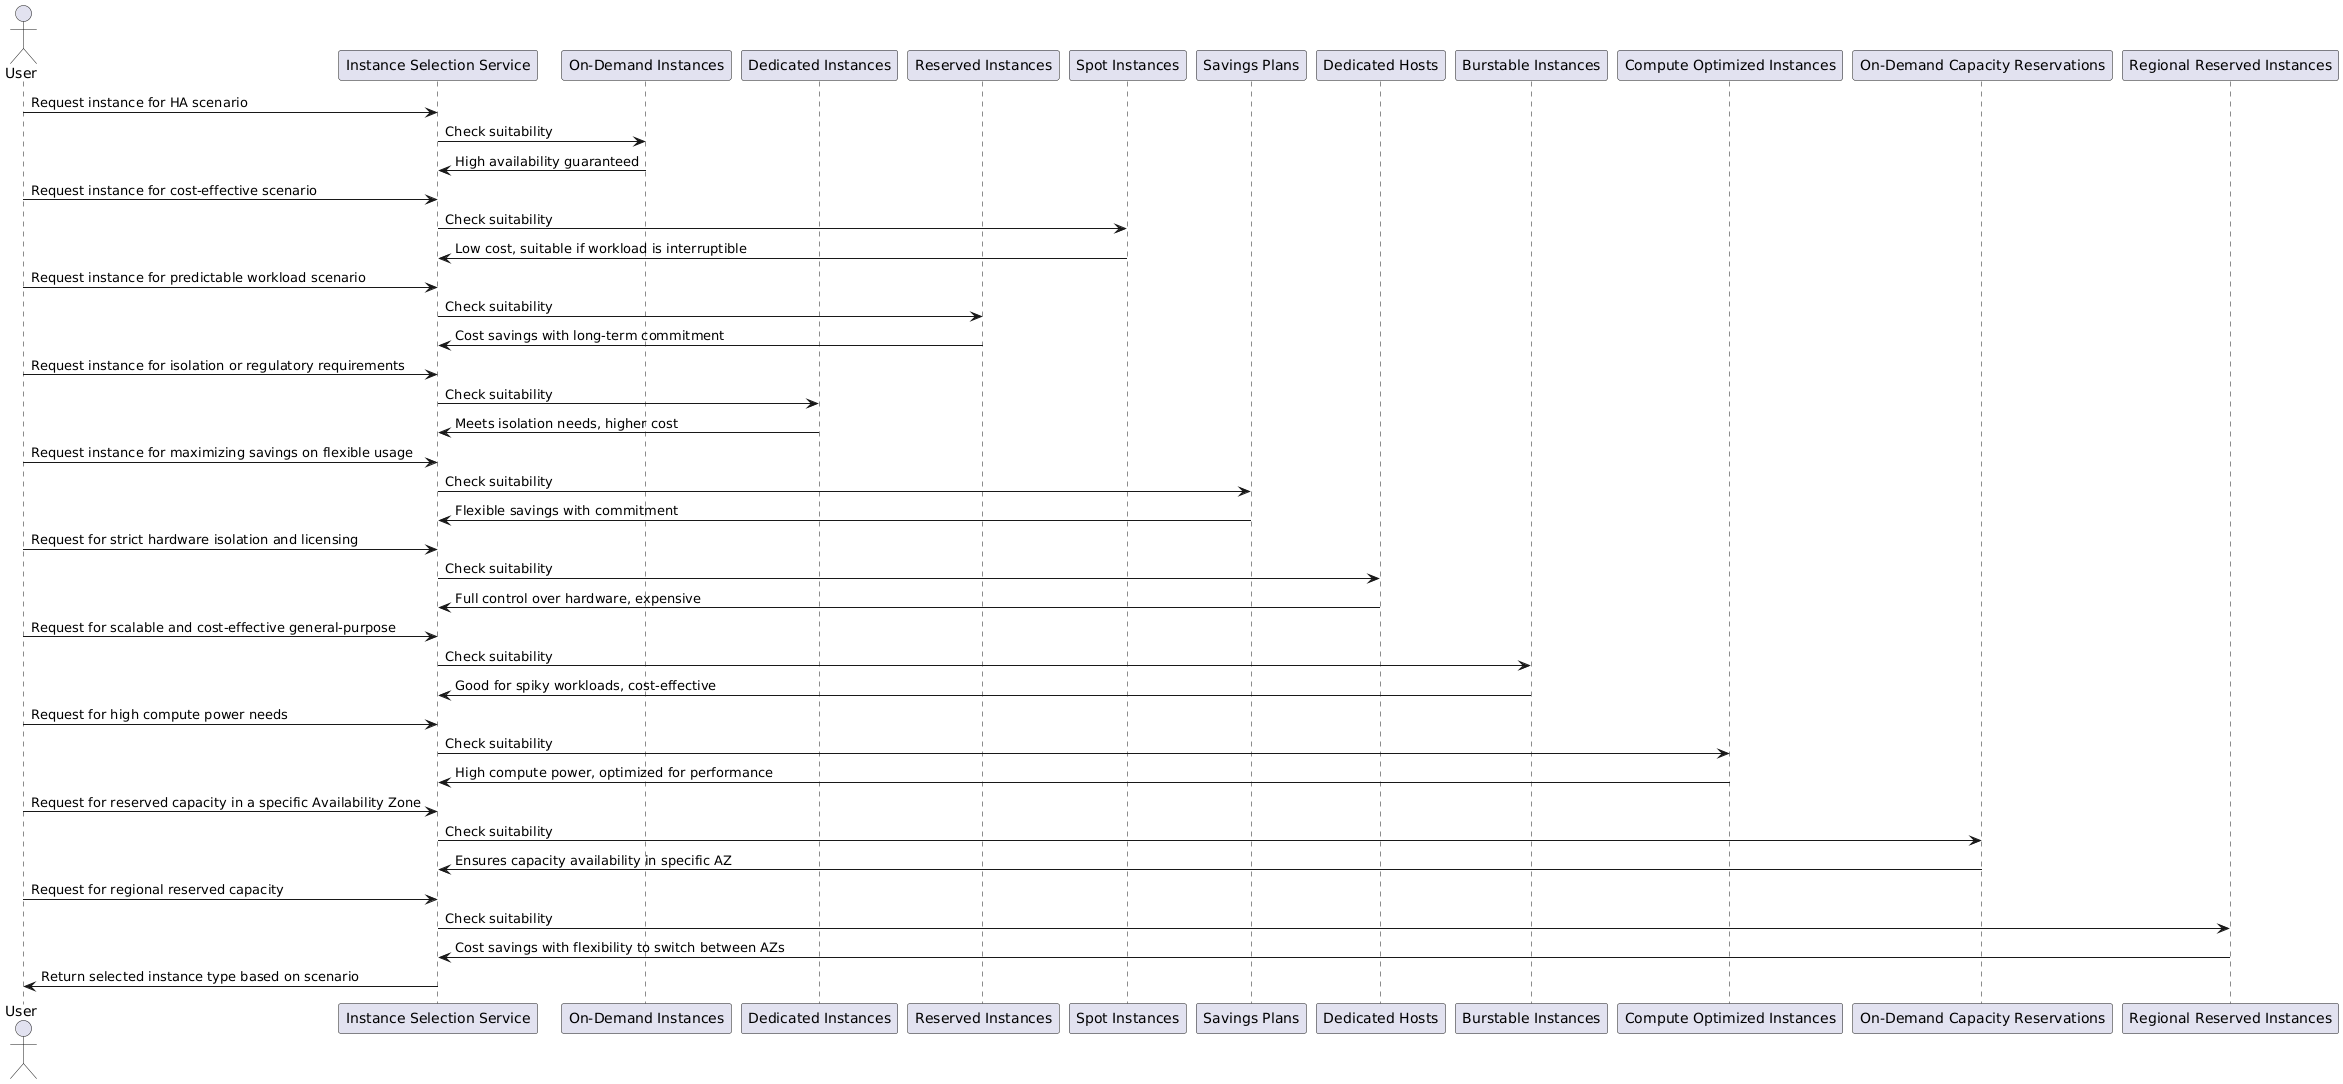 User
Instance Selection Service
On-Demand Instances
Dedicated Instances
Reserved Instances
Spot Instances
Savings Plans
Dedicated Hosts
Burstable Instances
Compute Optimized Instances
On-Demand Capacity Reservations
Regional Reserved Instances
Request instance for HA scenario
Check suitability
High availability guaranteed
Request instance for cost-effective scenario
Check suitability
Low cost, suitable if workload is interruptible
Request instance for predictable workload scenario
Check suitability
Cost savings with long-term commitment
Request instance for isolation or regulatory requirements
Check suitability
Meets isolation needs, higher cost
Request instance for maximizing savings on flexible usage
Check suitability
Flexible savings with commitment
Request for strict hardware isolation and licensing
Check suitability
Full control over hardware, expensive
Request for scalable and cost-effective general-purpose
Check suitability
Good for spiky workloads, cost-effective
Request for high compute power needs
Check suitability
High compute power, optimized for performance
Request for reserved capacity in a specific Availability Zone
Check suitability
Ensures capacity availability in specific AZ
Request for regional reserved capacity
Check suitability
Cost savings with flexibility to switch between AZs
Return selected instance type based on scenario
User
Instance Selection Service
On-Demand Instances
Dedicated Instances
Reserved Instances
Spot Instances
Savings Plans
Dedicated Hosts
Burstable Instances
Compute Optimized Instances
On-Demand Capacity Reservations
Regional Reserved Instances